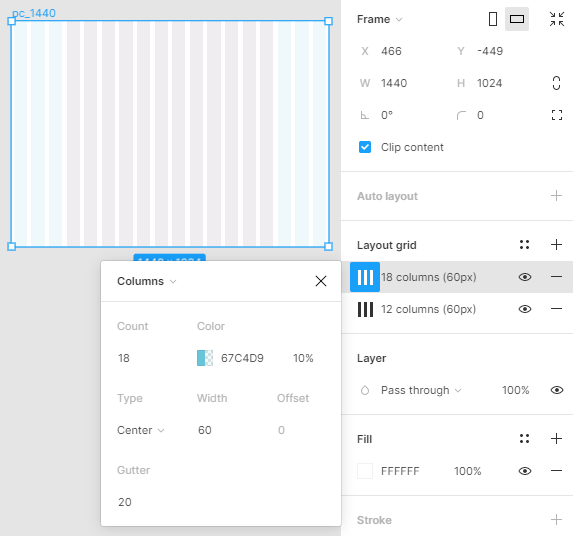 pc_1440
Frame
X 466 Y -449
W 1440 H 1024
0° 0
Clip content
Auto layout
Layout grid
18 columns (60px)
12 columns (60px)
Layer
Pass through 100%
Fill
FFFFFF 100%
Stroke
Columns
Count Color
18 67C4D9 10%
Type Width Offset
Center 60 0
Gutter
20